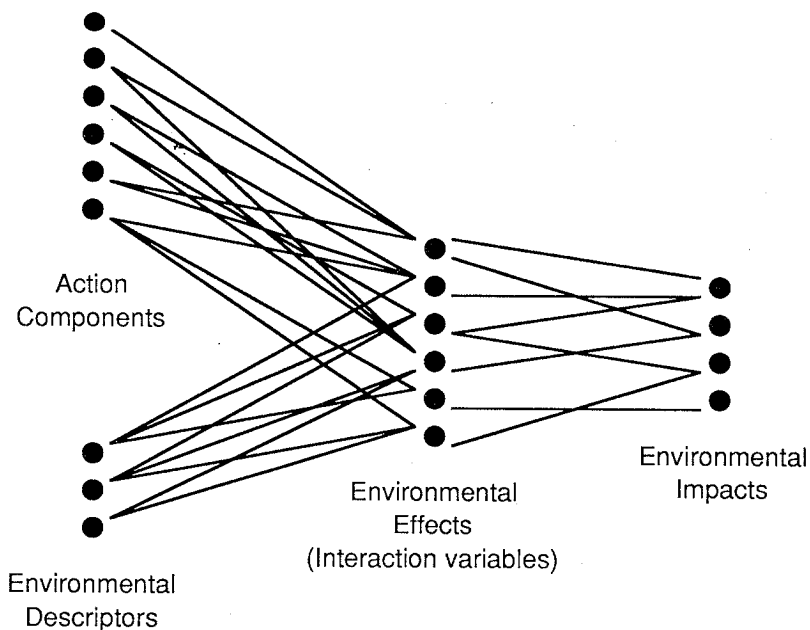 Action
Components
Environmental
Descriptors
Environmental
Effects
(Interaction variables)
Environmental
Impacts